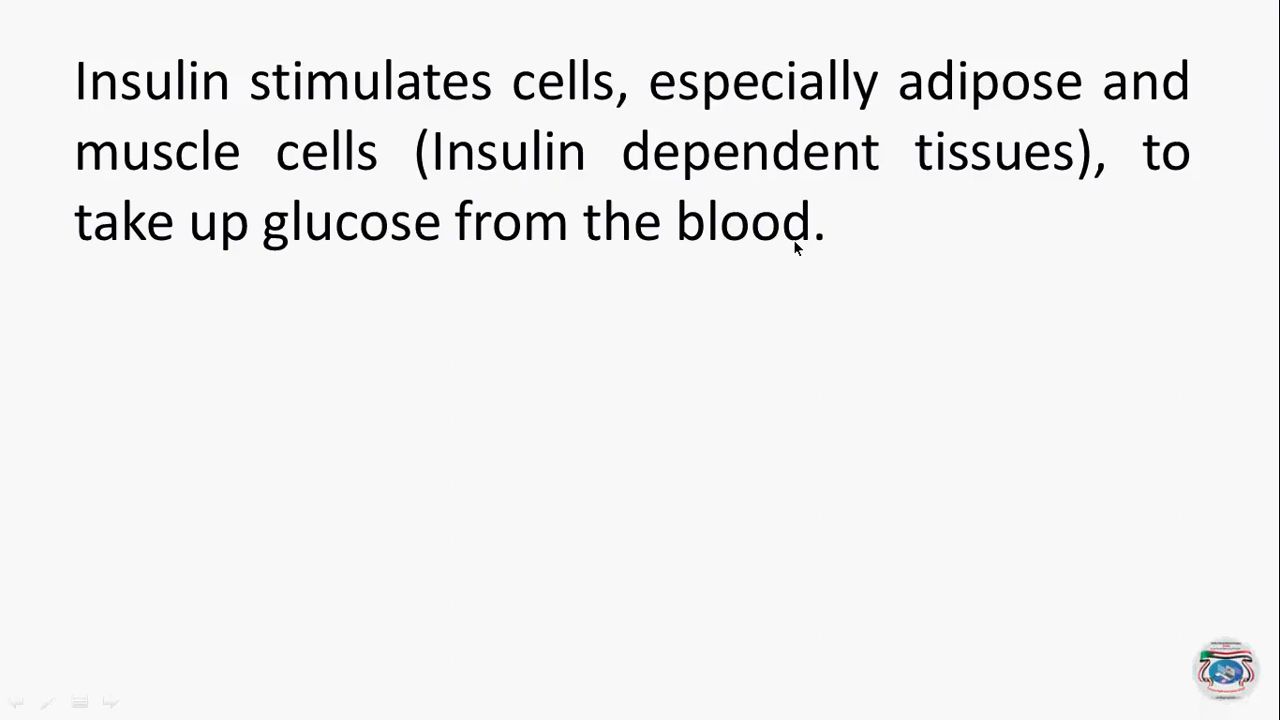 Insulin stimulates cells, especially adipose and
muscle cells (Insulin dependent tissues), to
take up glucose from the blood.